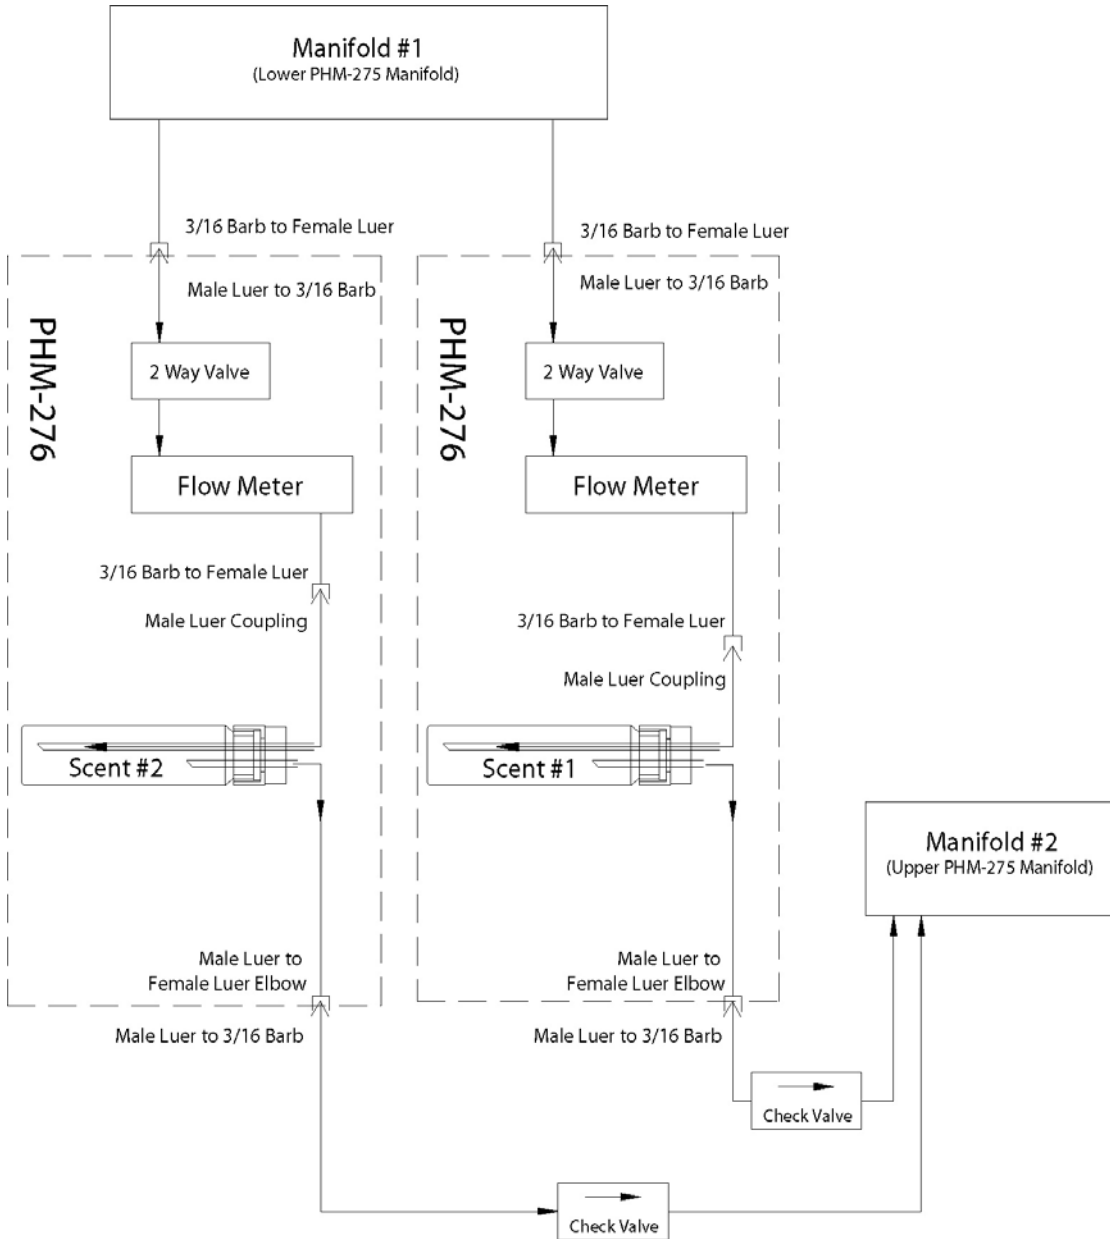 Manifold #1
(Lower PHM-275 Manifold)
3/16 Barb to Female Luer
Male Luer to 3/16 Barb
PHM-276
2 Way Valve
Flow Meter
3/16 Barb to Female Luer
Male Luer Coupling
Scent #2
Male Luer to
Female Luer Elbow
Male Luer to 3/16 Barb
3/16 Barb to Female Luer
Male Luer to 3/16 Barb
PHM-276
2 Way Valve
Flow Meter
3/16 Barb to Female Luer
Male Luer Coupling
Scent #1
Male Luer to
Female Luer Elbow
Male Luer to 3/16 Barb
Manifold #2
(Upper PHM-275 Manifold)
Check Valve
Check Valve